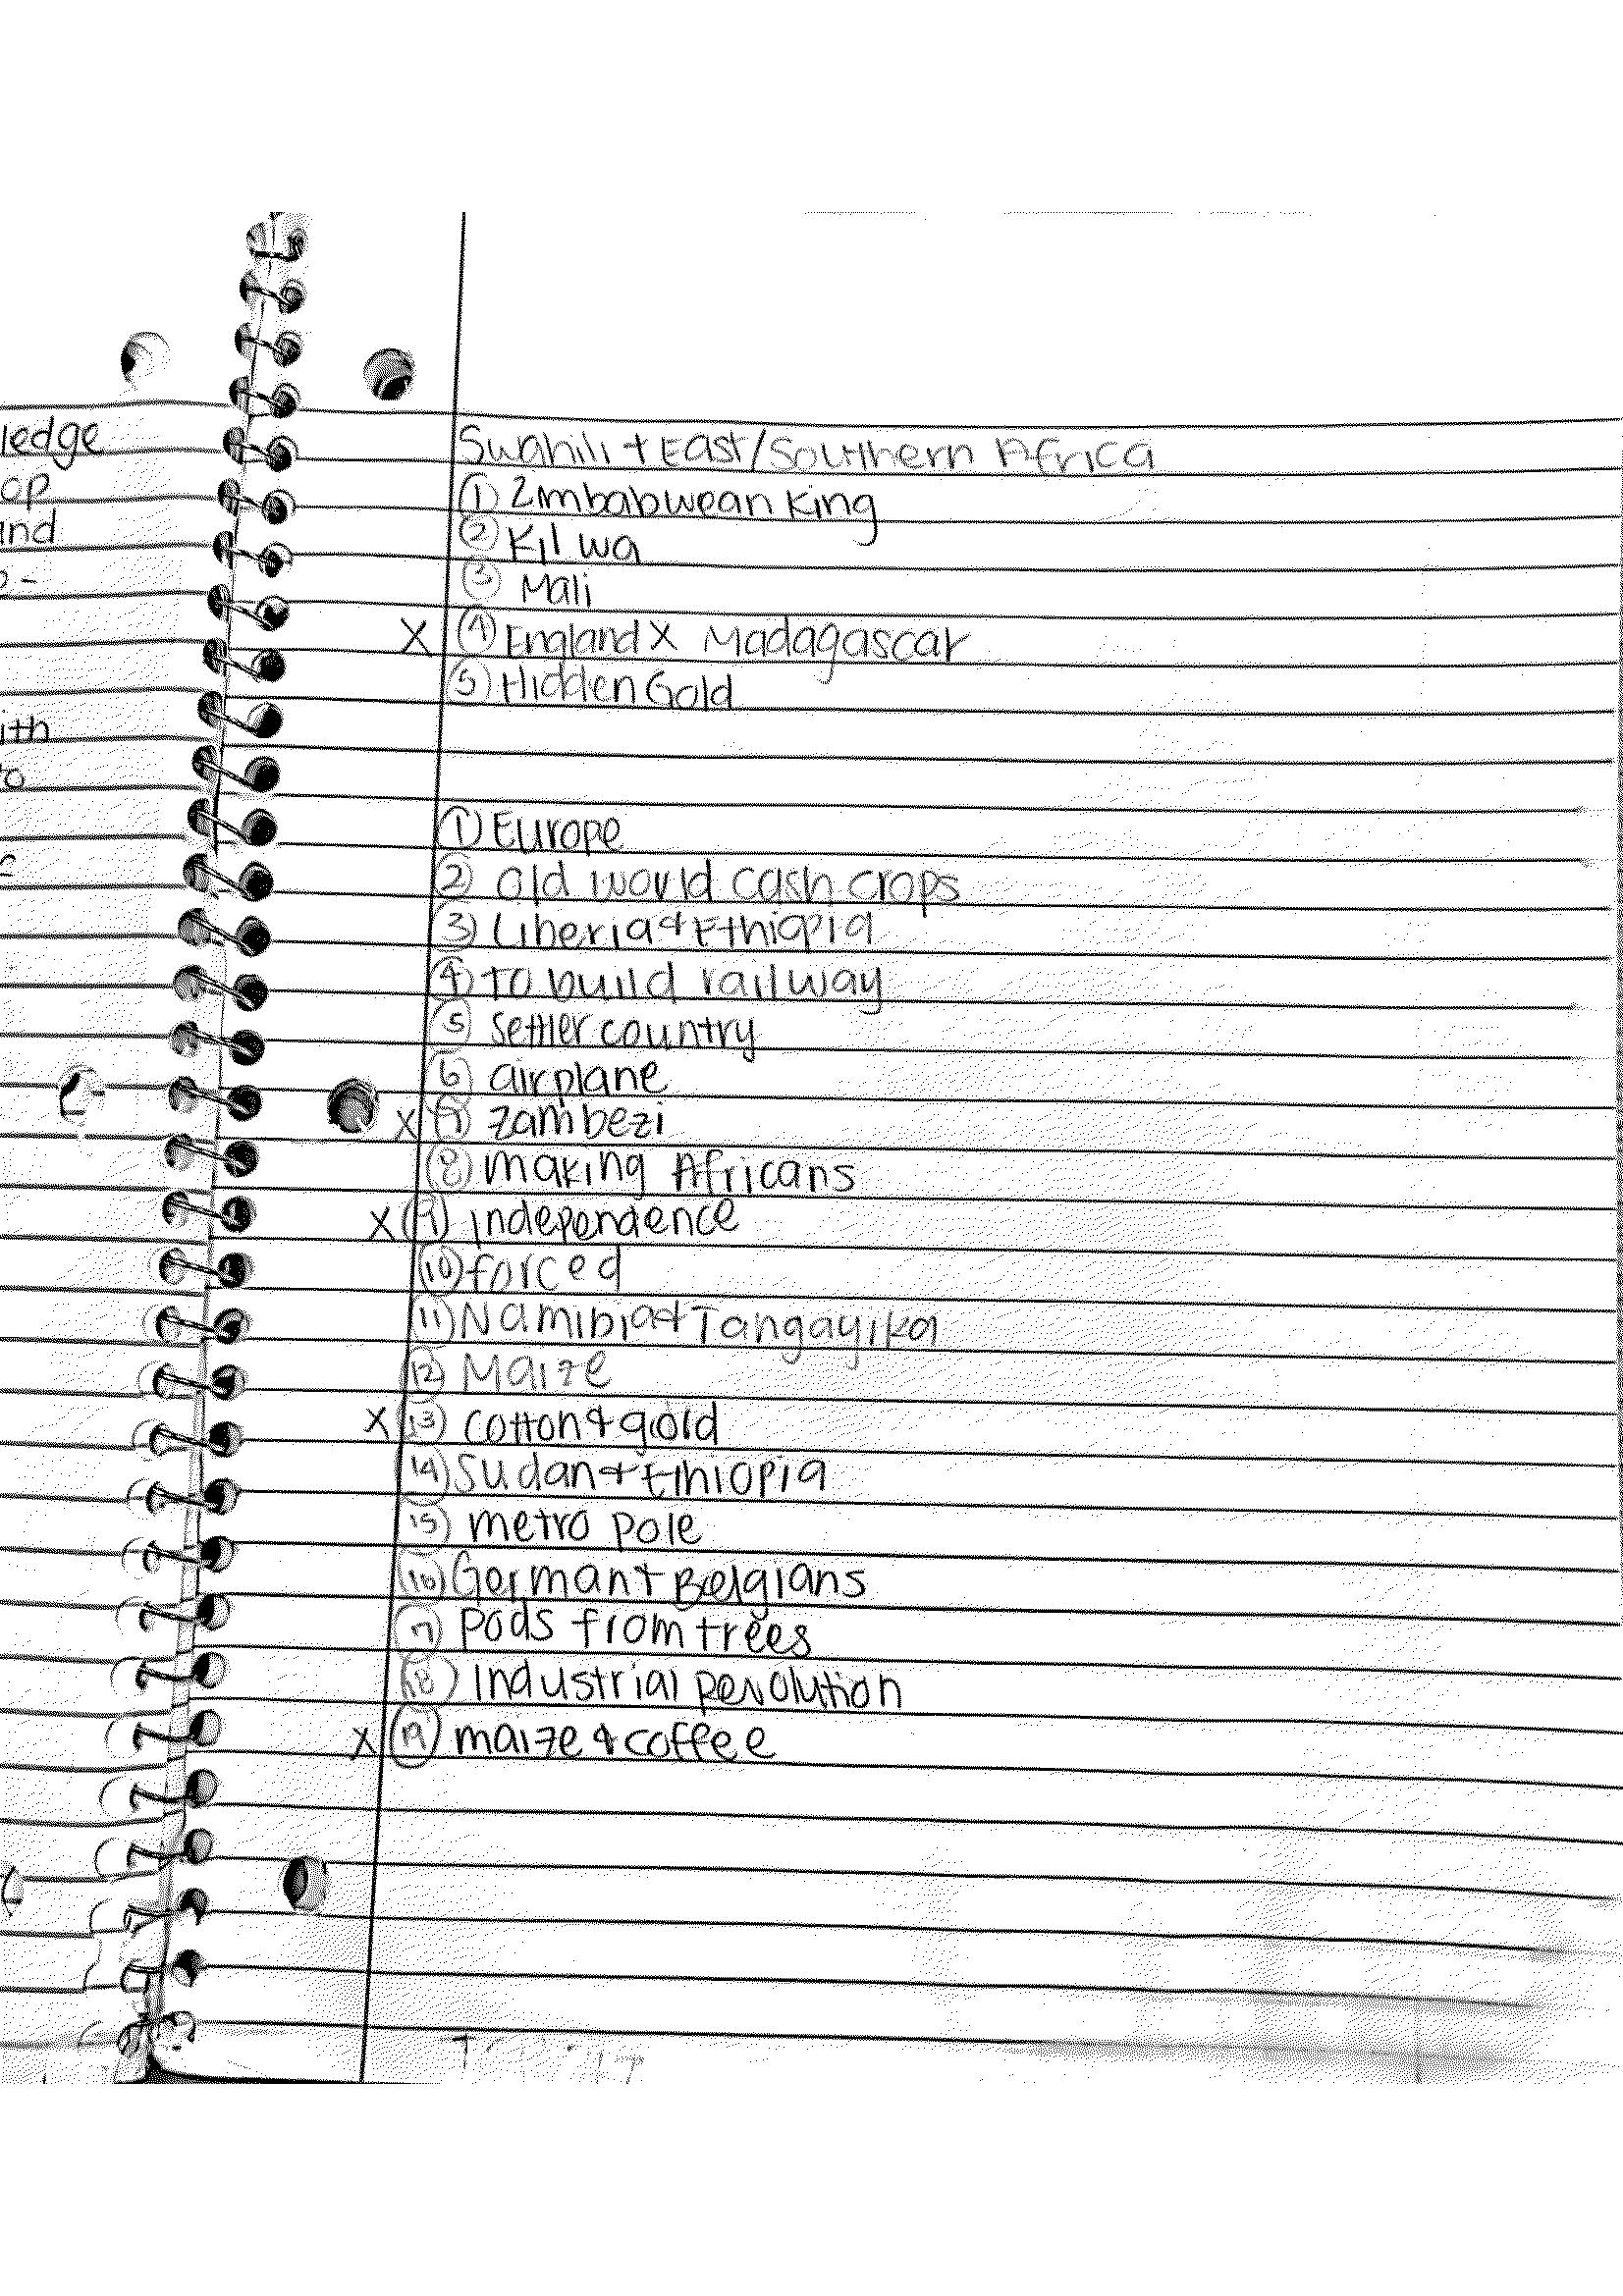 ledge
op
and
ith
to
Swahili + East/Southern Africa
① Zimbabwean King
② Kilwa
③ Mali
X ④ England X Madagascar
⑤ Hidden Gold
① Europe
② old world cash crops
③ Liberia & Ethiopia
④ to build railway
⑤ settler country
⑥ airplane
X ⑦ Zambezi
⑧ making Africans
X ⑨ independence
⑩ forced
⑪ Namibia & Tangayika
⑫ Maize
X ⑬ cotton & gold
⑭ Sudan & Ethiopia
⑮ metro pole
⑯ German + Belgians
⑰ Pods from trees
⑱ Industrial Revolution
X ⑲ maize & coffee